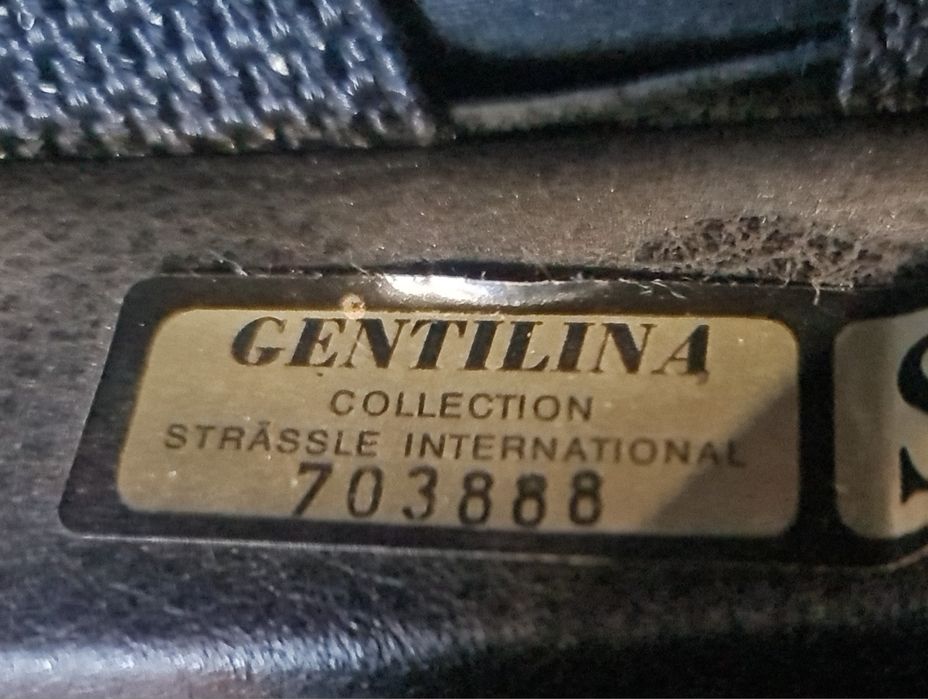 GENTILINA
COLLECTION
STRÄSSLE INTERNATIONAL
703888
S